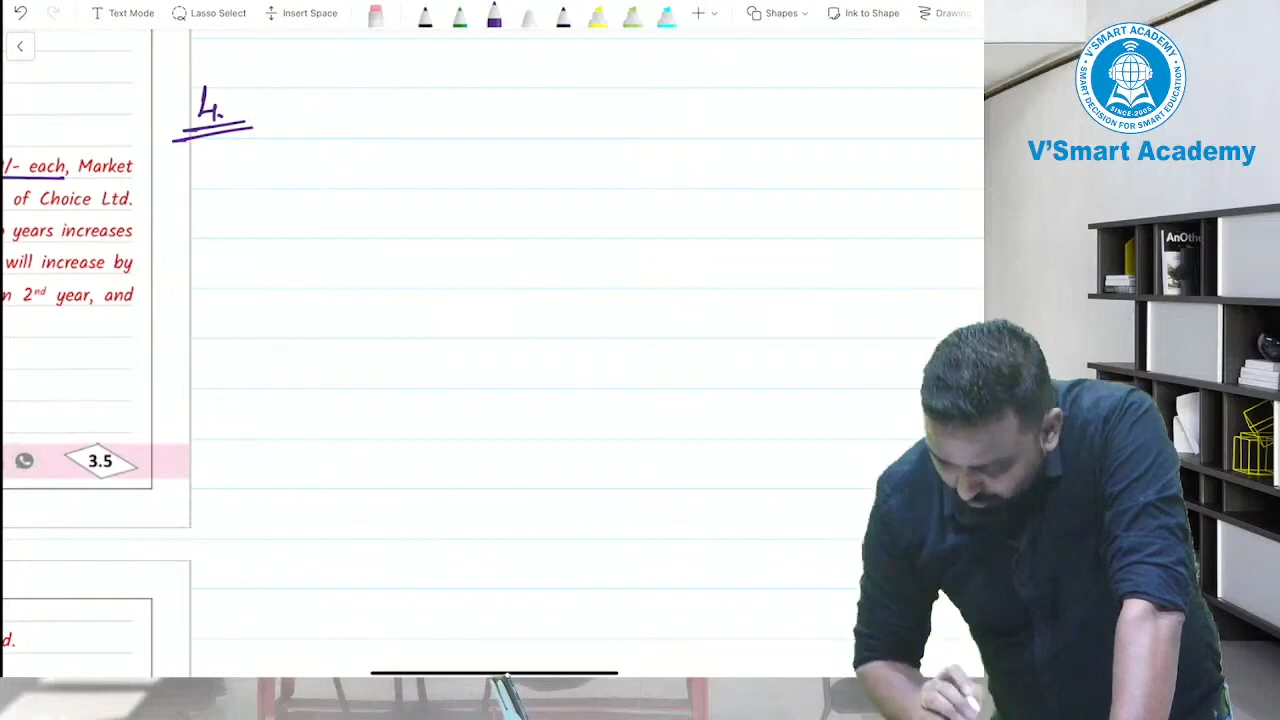 Text Mode Lasso Select Insert Space Shapes Ink to Shape Drawing
4.
/- each, Market
of Choice Ltd.
years increases
will increase by
n 2nd year, and
3.5
d.
V'SMART ACADEMY
SMART DECISION FOR SMART EDUCATION
SINCE-2005
V'Smart Academy
AnOthe